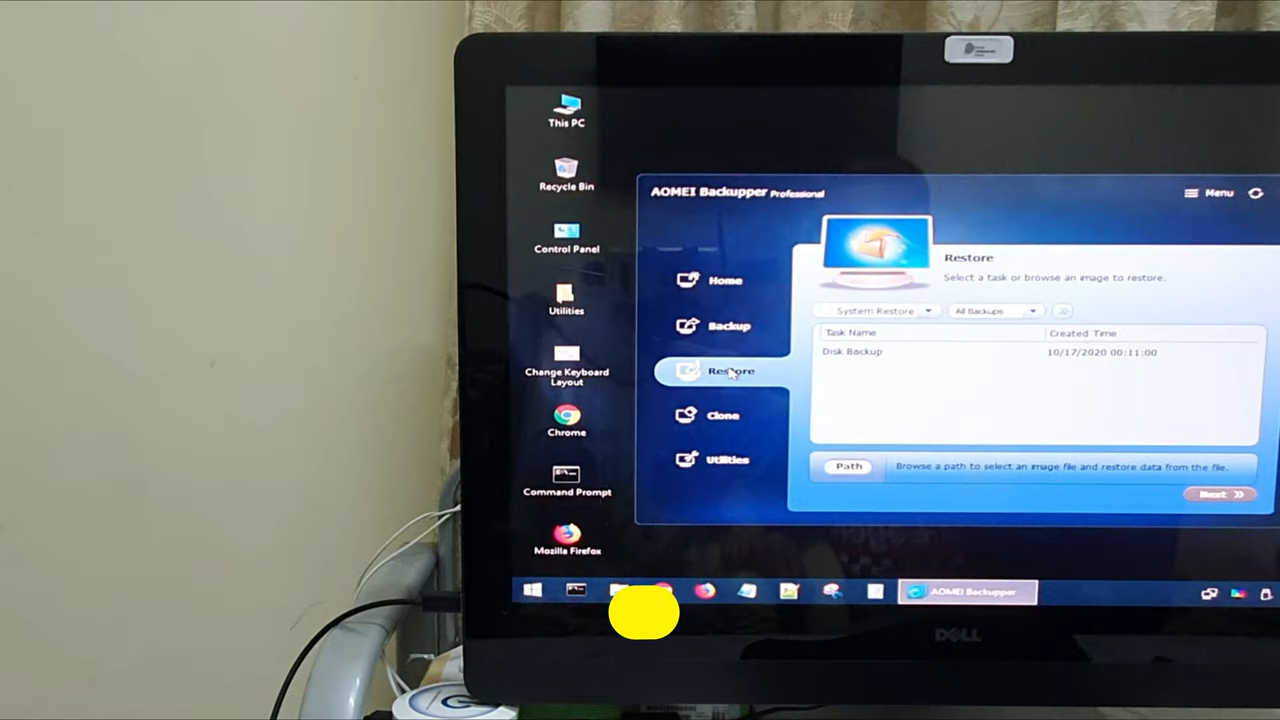 This PC
Recycle Bin
Control Panel
Utilities
Change Keyboard
Layout
Chrome
Command Prompt
Mozilla Firefox
AOMEI Backupper Professional
Menu
Home
Backup
Restore
Clone
Utilities
Restore
Select a task or browse an image to restore.
System Restore
All Backups
Task Name
Created Time
Disk Backup
10/17/2020 00:11:00
Path
Browse a path to select an image file and restore data from the file.
Next
AOMEI Backupper
DELL